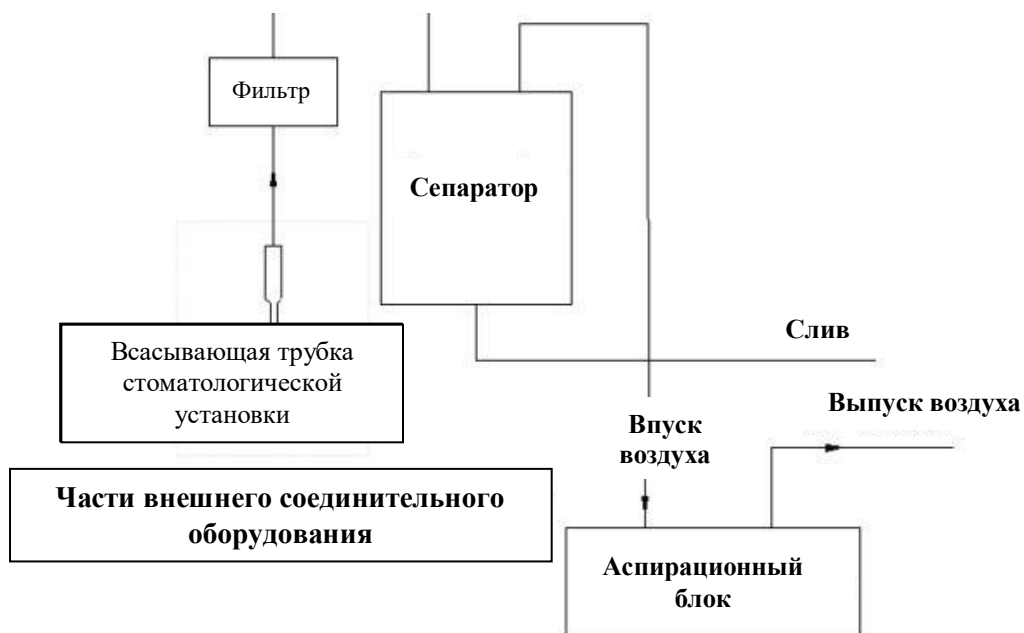 Фильтр
Сепаратор
Слив
Всасывающая трубка
стоматологической
установки
Выпуск воздуха
Впуск
воздуха
Части внешнего соединительного
оборудования
Аспирационный
блок